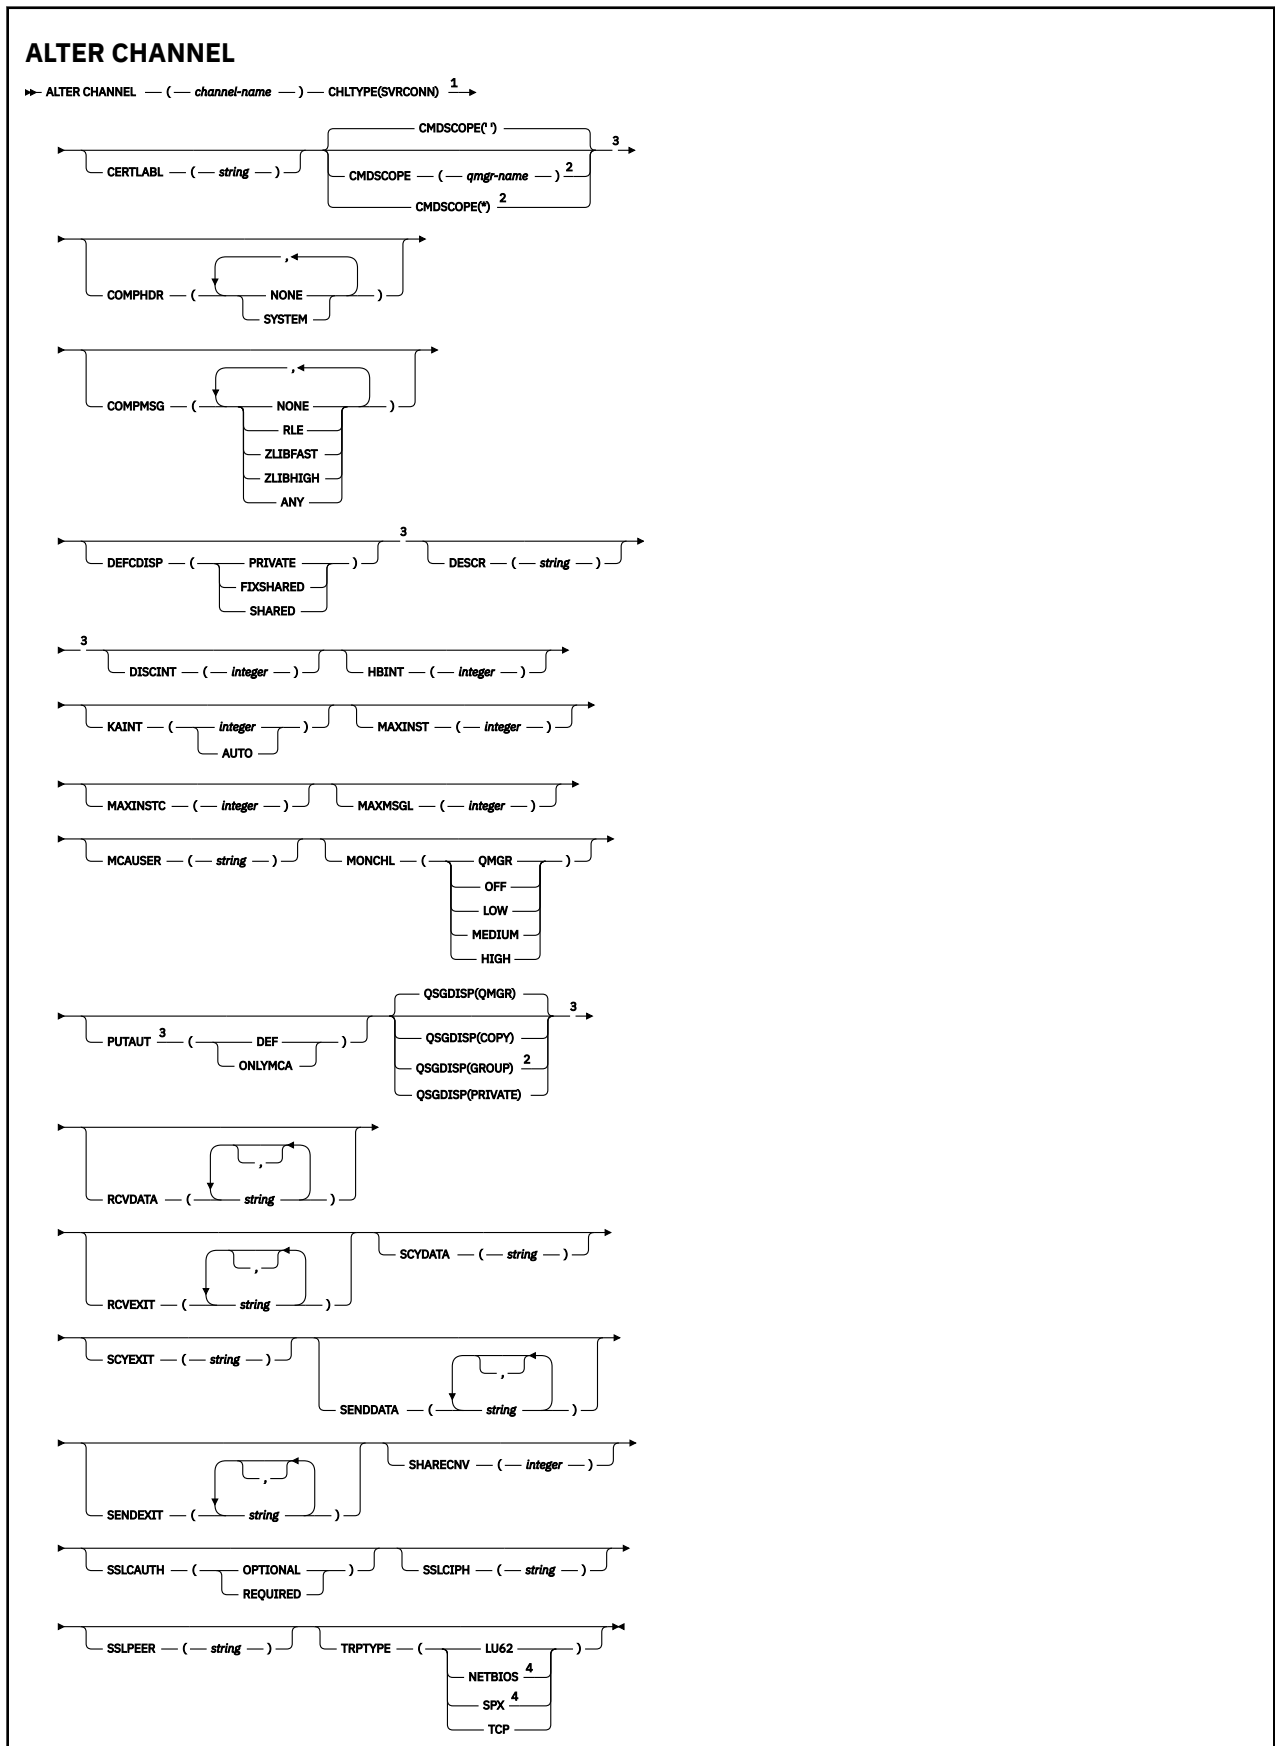 ALTER CHANNEL
ALTER CHANNEL ( channel-name ) CHLTYPE(SVRCONN) 1
CMDSCOPE(' ')
3
CERTLABL ( string )
CMDSCOPE ( qmgr-name ) 2
CMDSCOPE(*) 2
,
COMPHDR ( NONE )
SYSTEM
,
COMPMSG ( NONE )
RLE
ZLIBFAST
ZLIBHIGH
ANY
3
DEFCDISP ( PRIVATE ) DESCR ( string )
FIXSHARED
SHARED
3
DISCINT ( integer ) HBINT ( integer )
KAINT ( integer ) MAXINST ( integer )
AUTO
MAXINSTC ( integer ) MAXMSGL ( integer )
MCAUSER ( string ) MONCHL ( QMGR )
OFF
LOW
MEDIUM
HIGH
QSGDISP(QMGR)
3
PUTAUT 3 ( DEF ) QSGDISP(COPY)
ONLYMCA QSGDISP(GROUP) 2
QSGDISP(PRIVATE)
,
RCVDATA ( string )
SCYDATA ( string )
,
RCVEXIT ( string )
SCYEXIT ( string )
,
SENDDATA ( string )
SHARECNV ( integer )
,
SENDEXIT ( string )
SSLCAUTH ( OPTIONAL ) SSLCIPH ( string )
REQUIRED
SSLPEER ( string ) TRPTYPE ( LU62 )
NETBIOS 4
SPX 4
TCP